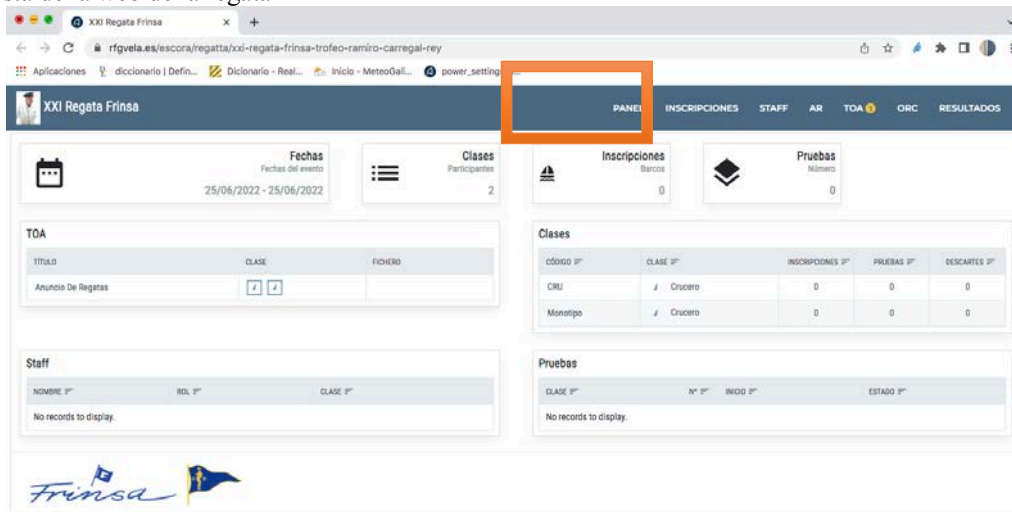 XXI Regata Frinsa
rfgvela.es/escora/regatta/xxi-regata-frinsa-trofeo-ramiro-carregal-rey
Aplicaciones diccionario | Defin... Diccionario - Real... Inicio - MeteoGali... power_setting
XXI Regata Frinsa PANEL INSCRIPCIONES STAFF AR TOA 1 ORC RESULTADOS
Fechas Clases Inscripciones Pruebas
Fechas del evento Participantes Barcos Número
25/06/2022 - 25/06/2022 2 0 0
TOA
TÍTULO CLASE FICHERO
Anuncio De Regatas
Clases
CÓDIGO CLASE INSCRIPCIONES PRUEBAS DESCARTES
CRU Crucero 0 0 0
Monotipo Crucero 0 0 0
Staff
NOMBRE ROL CLASE
No records to display.
Pruebas
CLASE Nº INICIO ESTADO
No records to display.
Frinsa